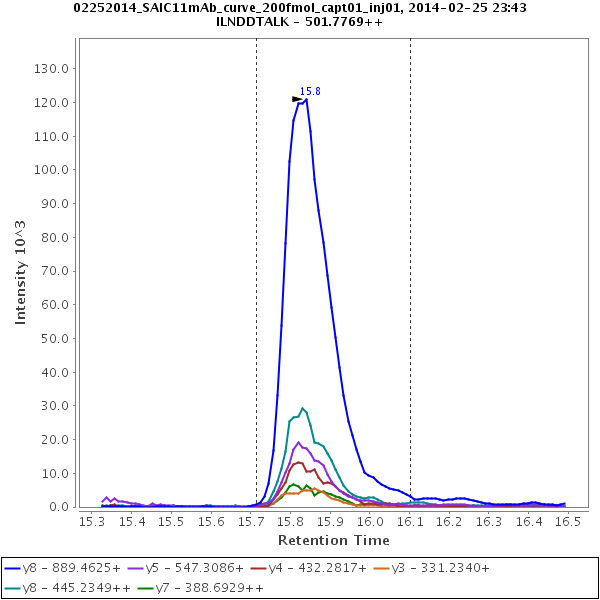 02252014_SAIC11mAb_curve_200fmol_capt01_inj01, 2014-02-25 23:43
ILNDDTALK - 501.7769++
15.8
130.0
120.0
110.0
100.0
90.0
80.0
70.0
60.0
50.0
40.0
30.0
20.0
10.0
0.0
Intensity 10^3
15.3 15.4 15.5 15.6 15.7 15.8 15.9 16.0 16.1 16.2 16.3 16.4 16.5
Retention Time
y8 - 889.4625+ y5 - 547.3086+ y4 - 432.2817+ y3 - 331.2340+
y8 - 445.2349++ y7 - 388.6929++